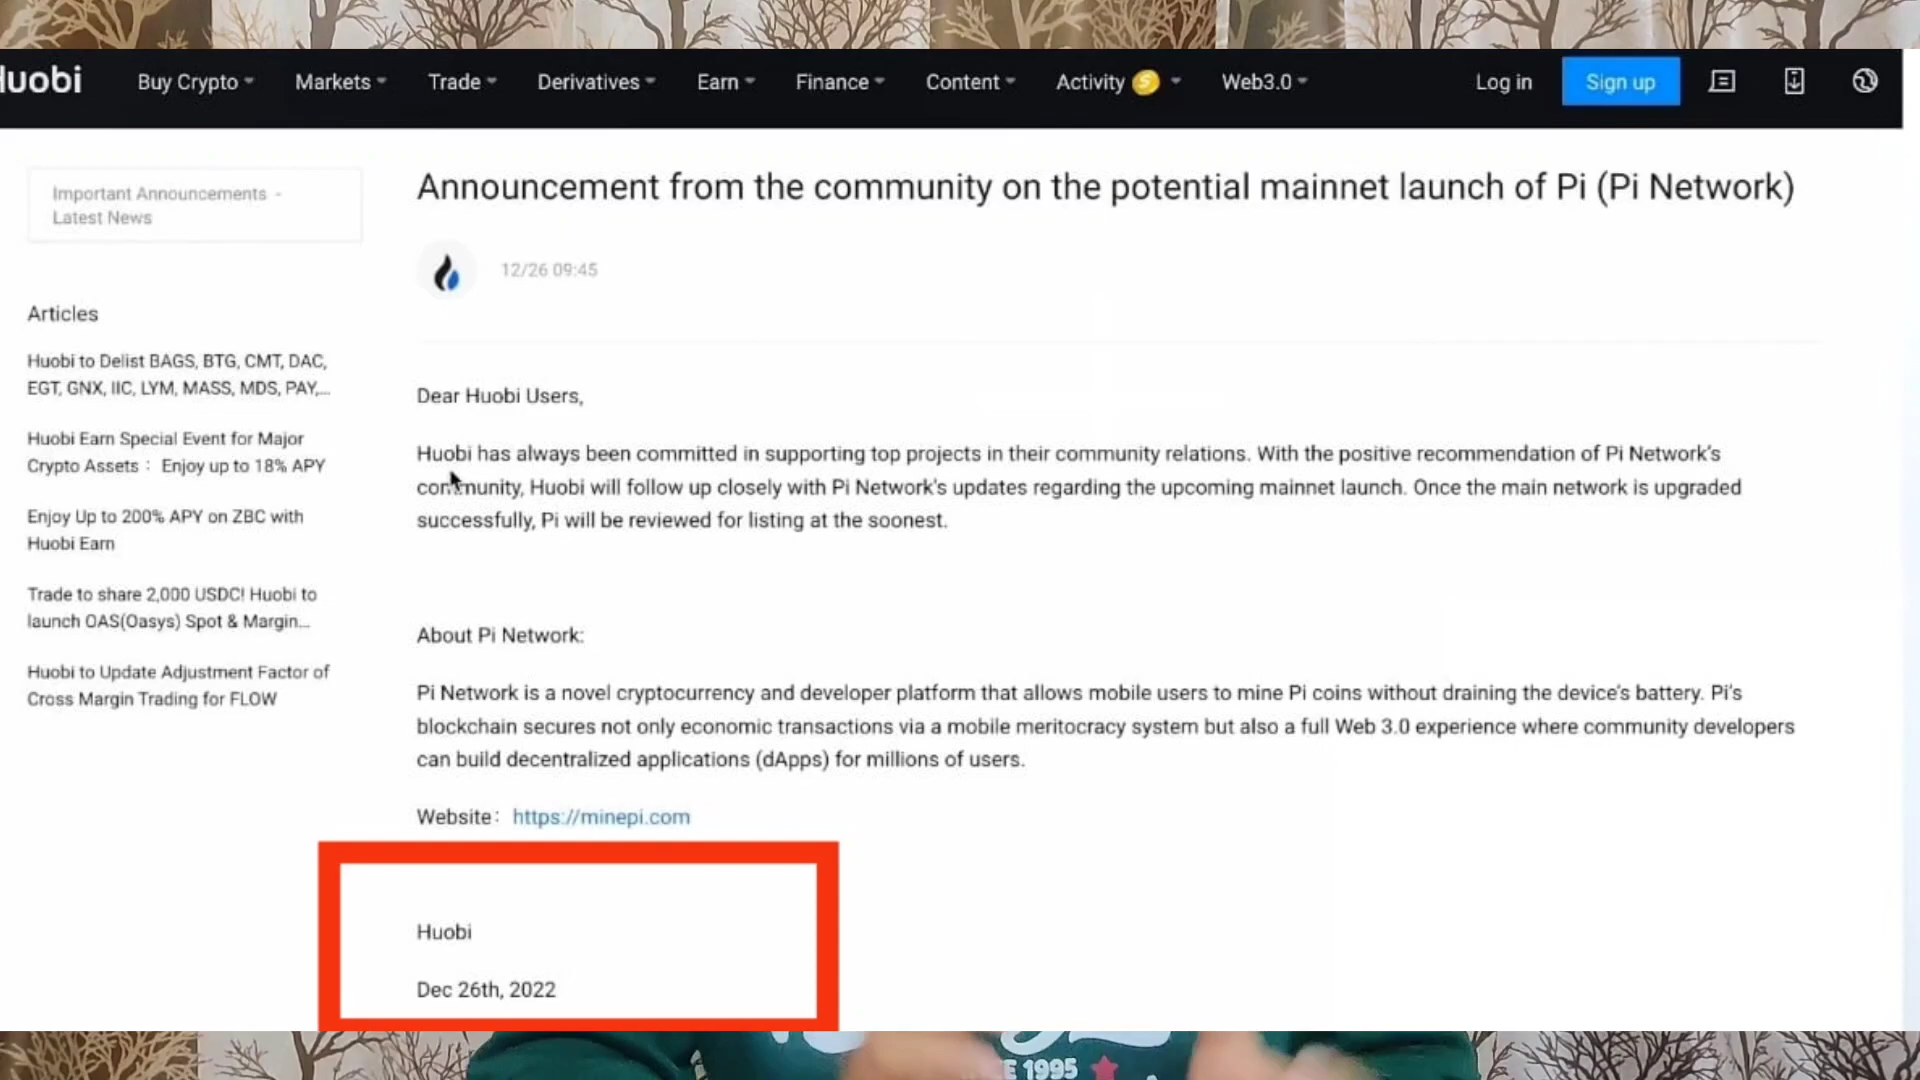 Huobi
Buy Crypto
Markets
Trade
Derivatives
Earn
Finance
Content
Activity
Web3.0
Log in
Sign up
Important Announcements -
Latest News
Articles
Huobi to Delist BAGS, BTG, CMT, DAC,
EGT, GNX, IIC, LYM, MASS, MDS, PAY,...
Huobi Earn Special Event for Major
Crypto Assets： Enjoy up to 18% APY
Enjoy Up to 200% APY on ZBC with
Huobi Earn
Trade to share 2,000 USDC! Huobi to
launch OAS(Oasys) Spot & Margin...
Huobi to Update Adjustment Factor of
Cross Margin Trading for FLOW
Announcement from the community on the potential mainnet launch of Pi (Pi Network)
12/26 09:45
Dear Huobi Users,
Huobi has always been committed in supporting top projects in their community relations. With the positive recommendation of Pi Network's
community, Huobi will follow up closely with Pi Network's updates regarding the upcoming mainnet launch. Once the main network is upgraded
successfully, Pi will be reviewed for listing at the soonest.
About Pi Network:
Pi Network is a novel cryptocurrency and developer platform that allows mobile users to mine Pi coins without draining the device's battery. Pi's
blockchain secures not only economic transactions via a mobile meritocracy system but also a full Web 3.0 experience where community developers
can build decentralized applications (dApps) for millions of users.
Website： https://minepi.com
Huobi
Dec 26th, 2022
1995